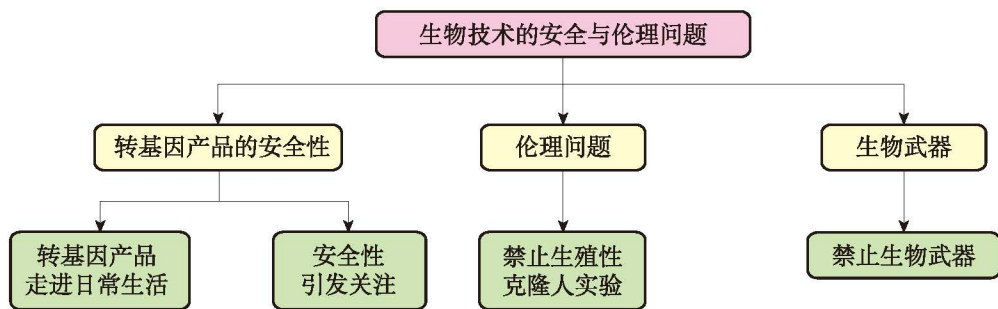 生物技术的安全与伦理问题
转基因产品的安全性
伦理问题
生物武器
转基因产品
走进日常生活
安全性
引发关注
禁止生殖性
克隆人实验
禁止生物武器